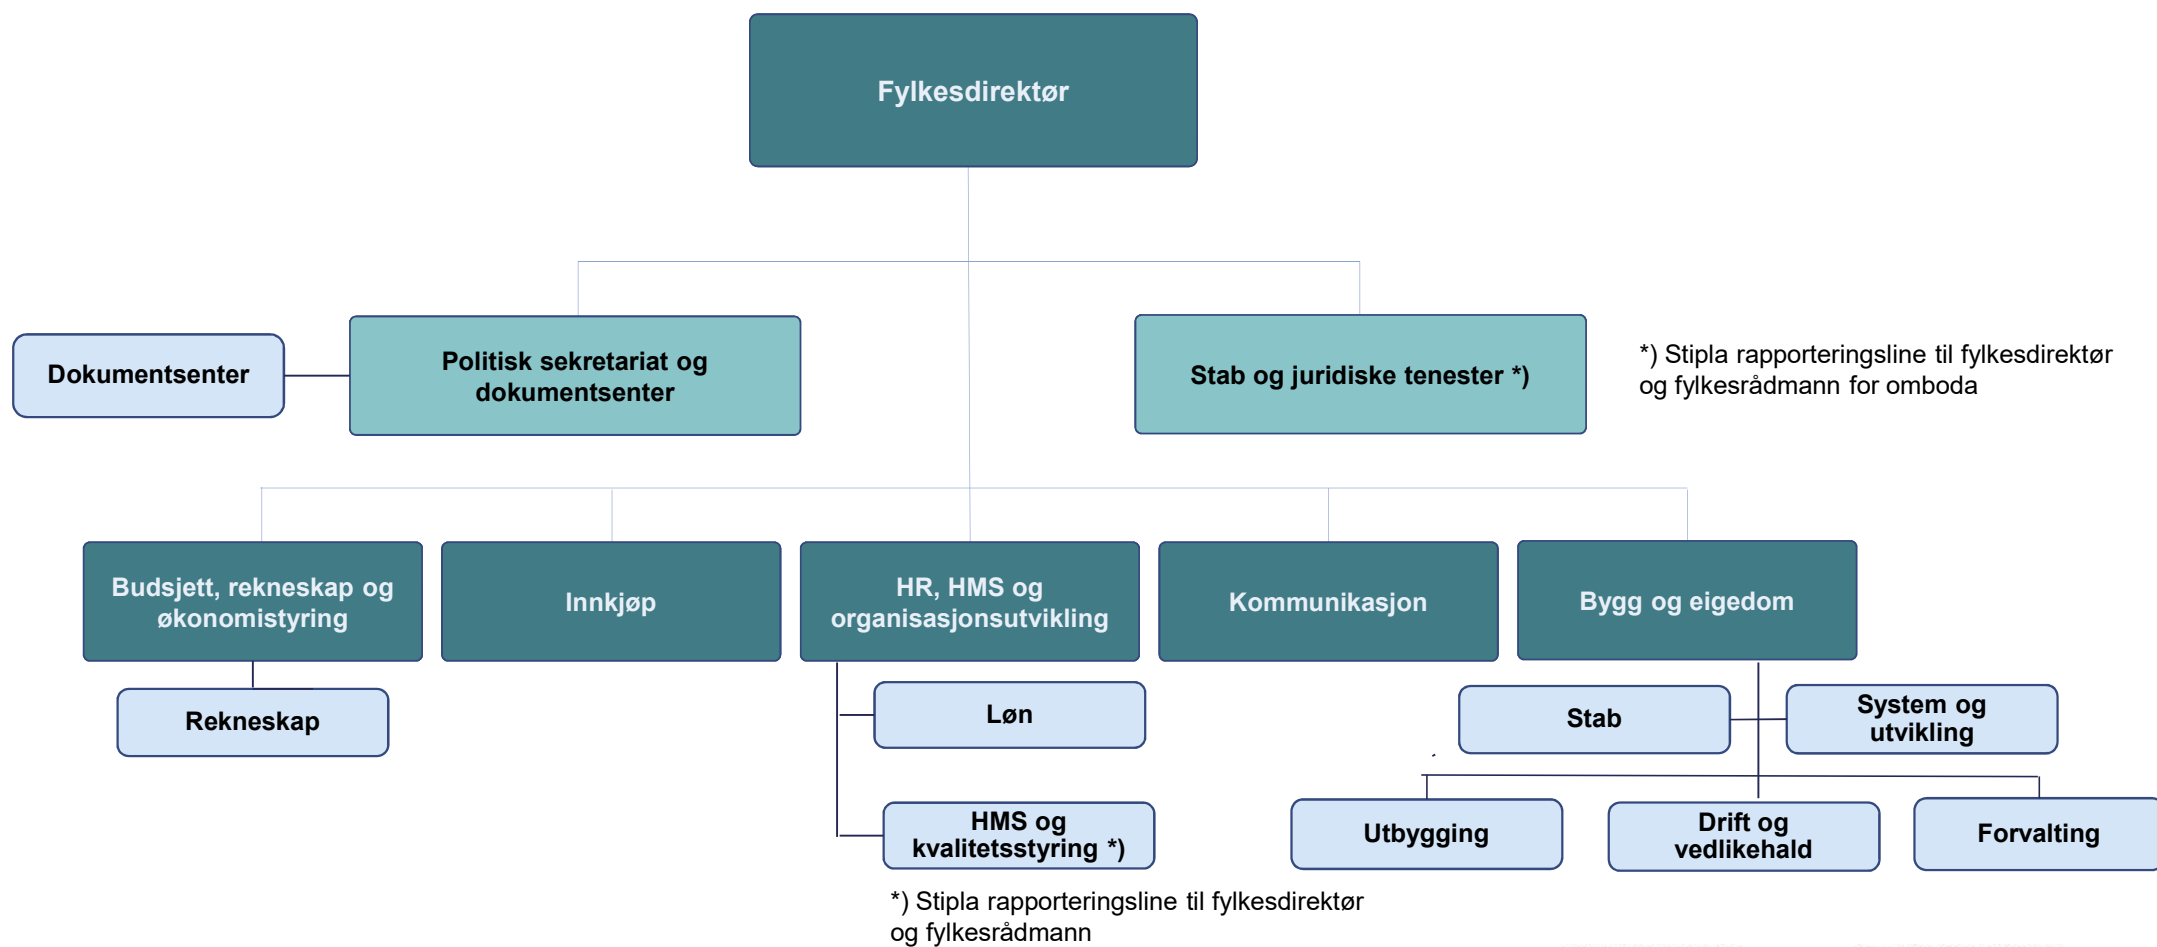 Fylkesdirektør
Dokumentsenter
Politisk sekretariat og
dokumentsenter
Stab og juridiske tenester *)
*) Stipla rapporteringsline til fylkesdirektør
og fylkesrådmann for omboda
Budsjett, rekneskap og
økonomistyring
Innkjøp
HR, HMS og
organisasjonsutvikling
Kommunikasjon
Bygg og eigedom
Rekneskap
Løn
Stab
System og
utvikling
HMS og
kvalitetsstyring *)
Utbygging
Drift og
vedlikehald
Forvalting
*) Stipla rapporteringsline til fylkesdirektør
og fylkesrådmann